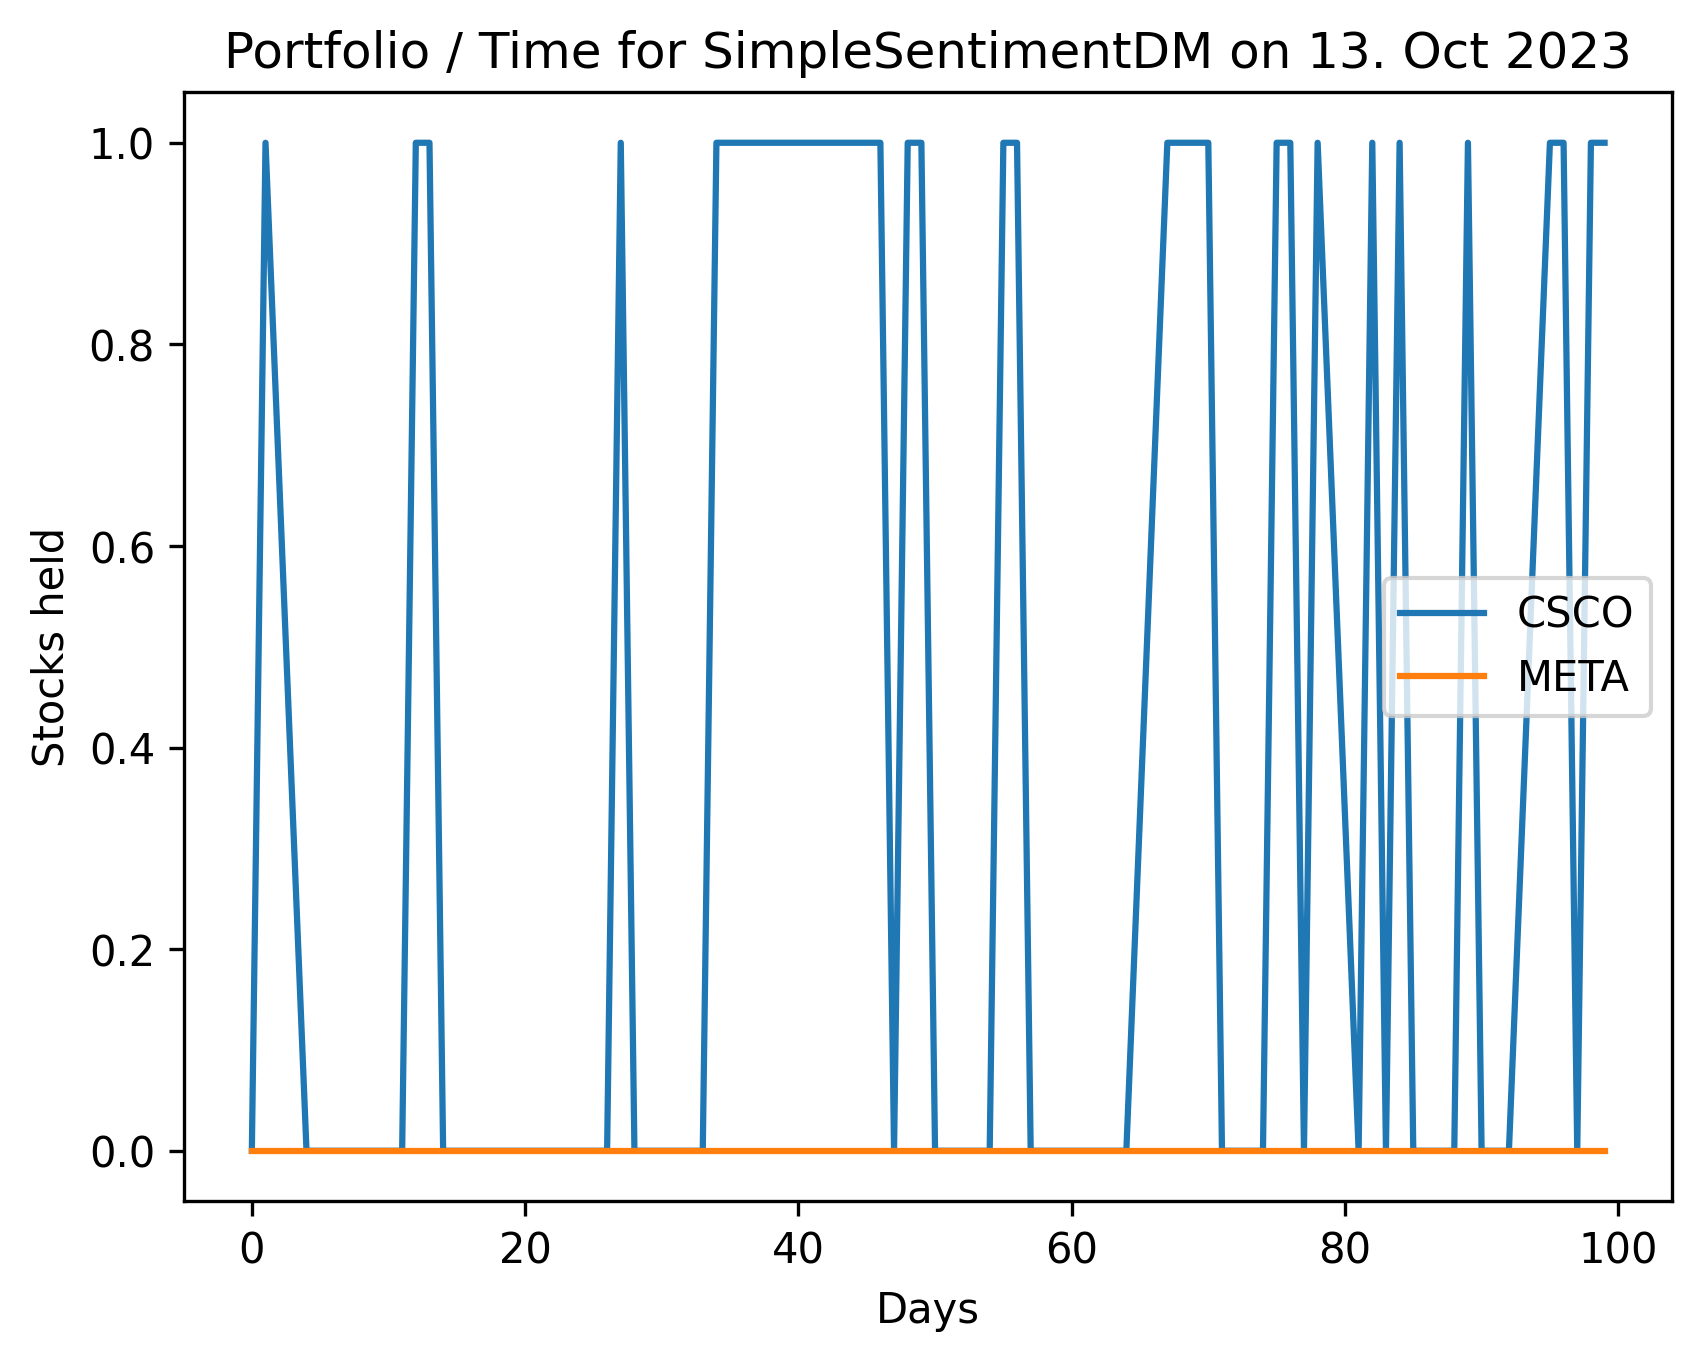 Portfolio / Time for SimpleSentimentDM on 13. Oct 2023
1.0
0.8
0.6
0.4
0.2
0.0
Stocks held
CSCO
META
0 20 40 60 80 100
Days